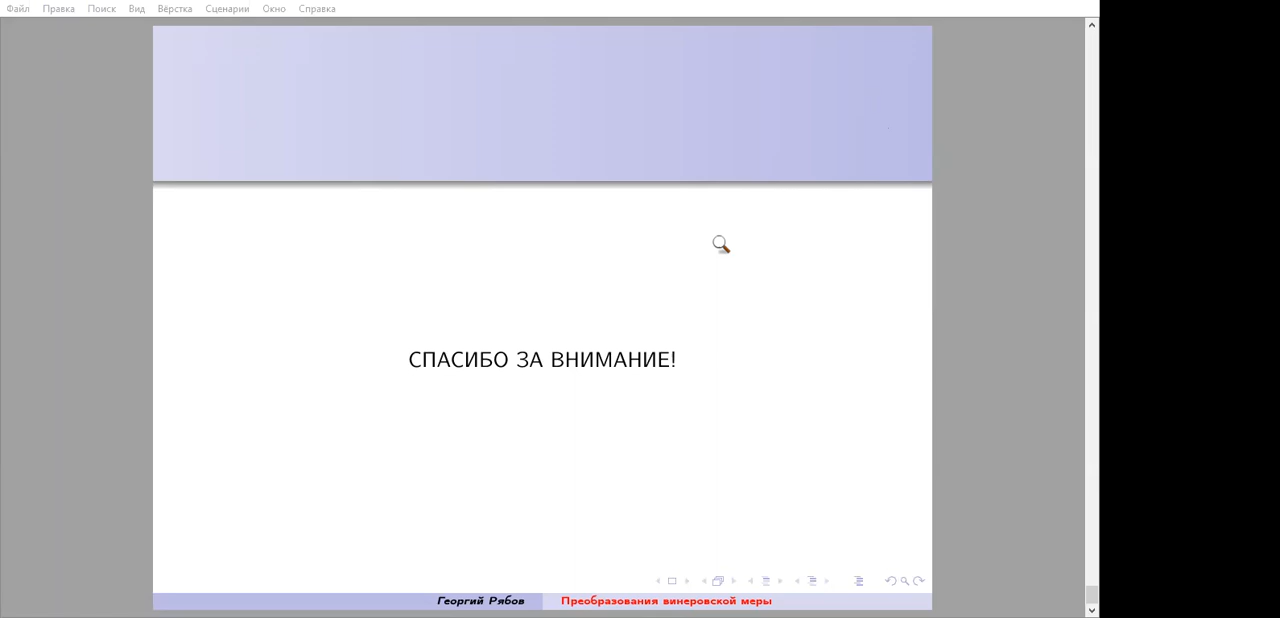 Файл Правка Поиск Вид Вёрстка Сценарии Окно Справка
СПАСИБО ЗА ВНИМАНИЕ!
Георгий Рябов Преобразования винеровской меры